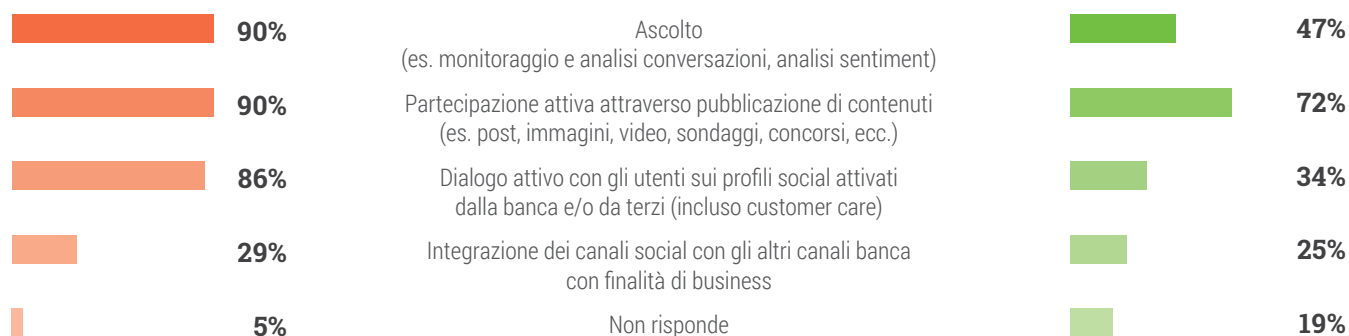 90%
Ascolto
47%
(es. monitoraggio e analisi conversazioni, analisi sentiment)
90%
Partecipazione attiva attraverso pubblicazione di contenuti
72%
(es. post, immagini, video, sondaggi, concorsi, ecc.)
86%
Dialogo attivo con gli utenti sui profili social attivati
34%
dalla banca e/o da terzi (incluso customer care)
29%
Integrazione dei canali social con gli altri canali banca
25%
con finalità di business
5%
Non risponde
19%